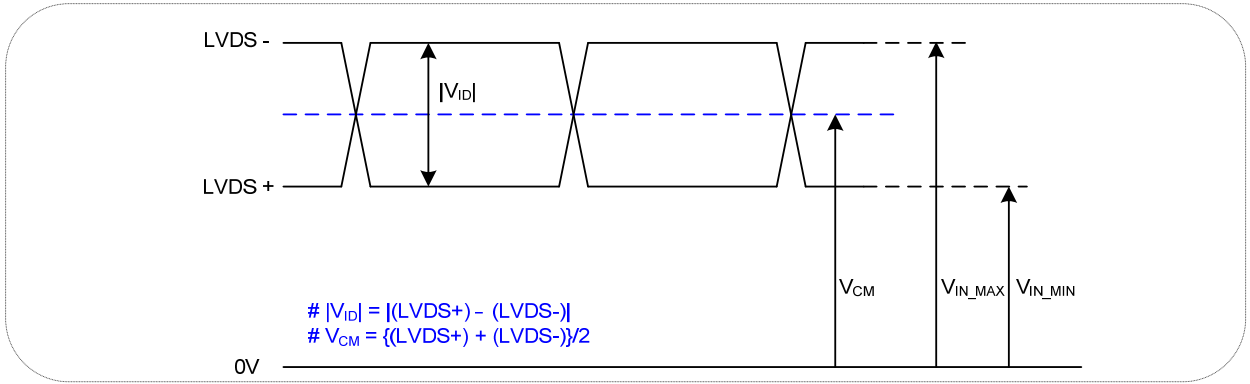 LVDS -
|VID|
LVDS +
VCM
VIN_MAX
VIN_MIN
# |VID| = |(LVDS+) – (LVDS-)|
# VCM = {(LVDS+) + (LVDS-)}/2
0V